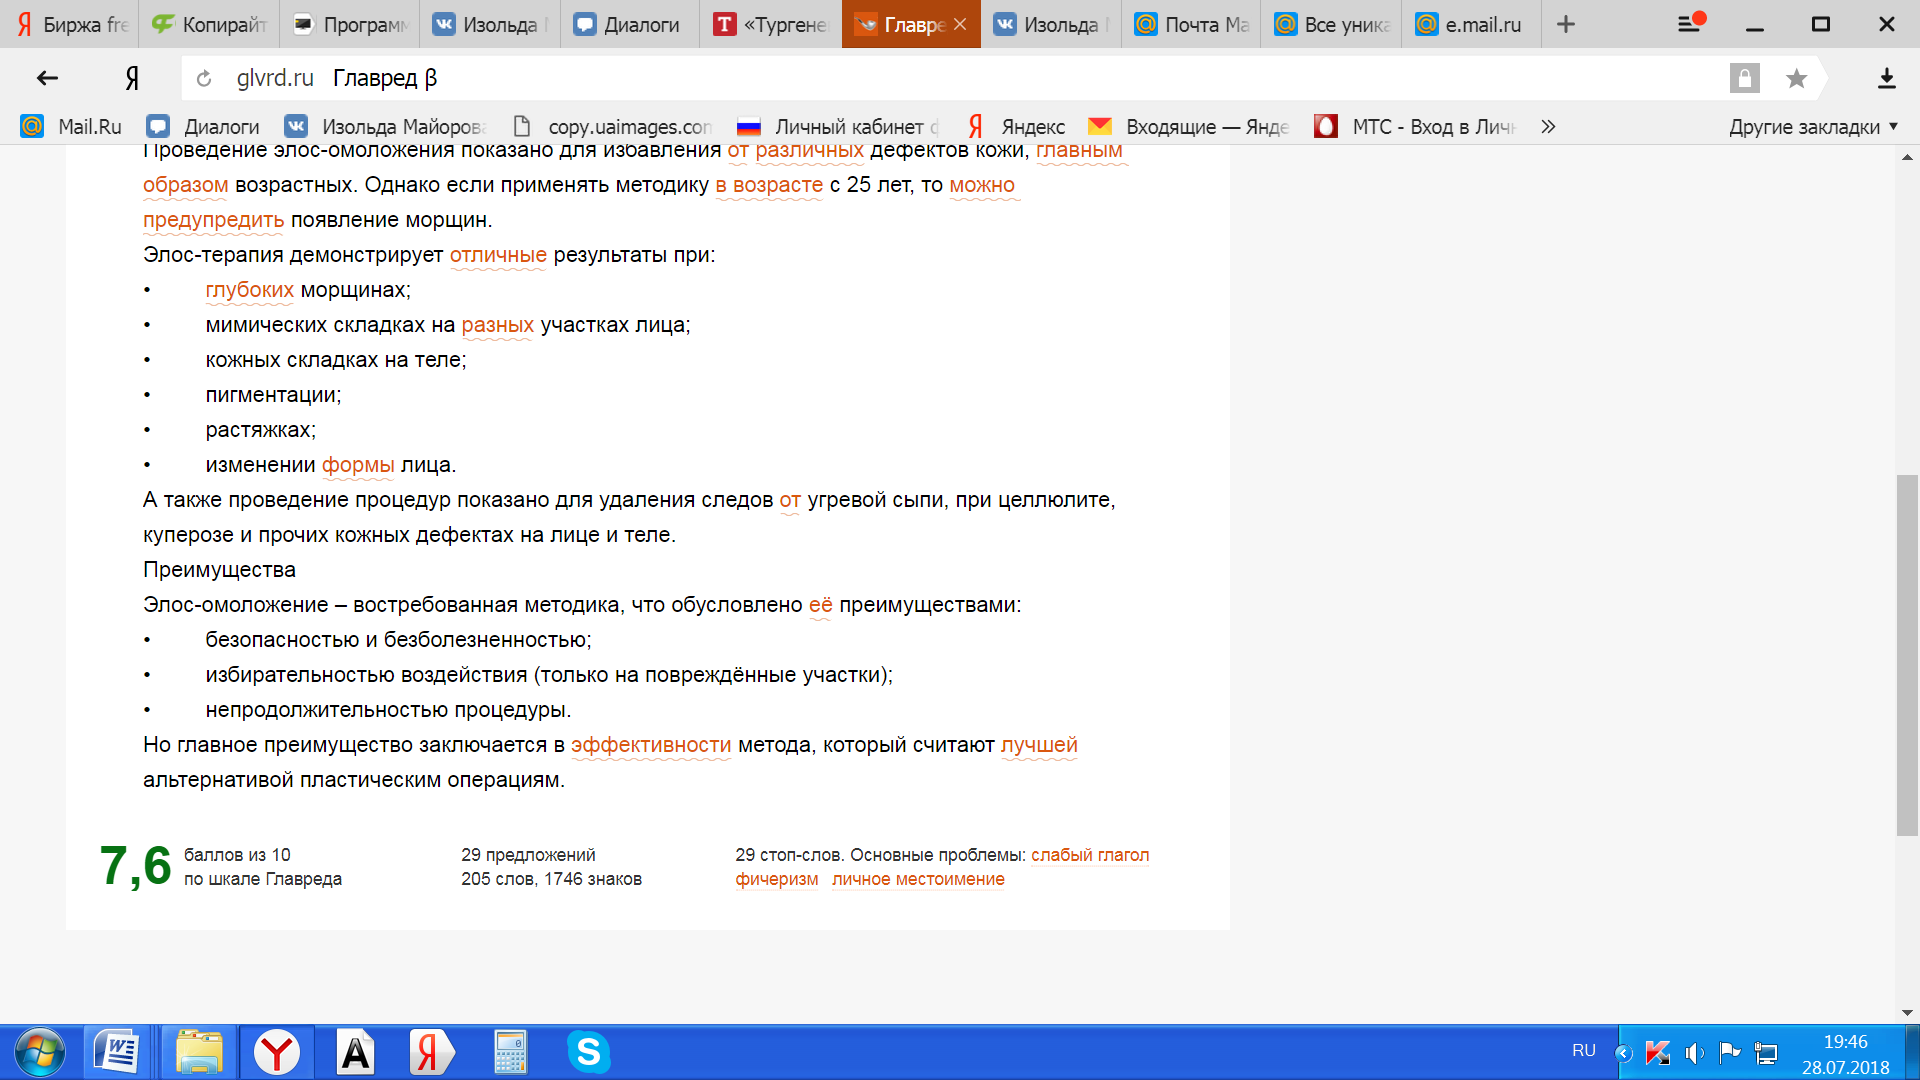 Биржа fre Копирайт Програм Изольда Диалоги «Тургене Главре Изольда Почта Ма Все уника e.mail.ru
glvrd.ru Главред β
Mail.Ru Диалоги Изольда Майоров copy.uaimages.con Личный кабинет Яндекс Входящие — Янде МТС - Вход в Лич Другие закладки
Проведение элос-омоложения показано для избавления от различных дефектов кожи, главным
образом возрастных. Однако если применять методику в возрасте с 25 лет, то можно
предупредить появление морщин.
Элос-терапия демонстрирует отличные результаты при:
• глубоких морщинах;
• мимических складках на разных участках лица;
• кожных складках на теле;
• пигментации;
• растяжках;
• изменении формы лица.
А также проведение процедур показано для удаления следов от угревой сыпи, при целлюлите,
куперозе и прочих кожных дефектах на лице и теле.
Преимущества
Элос-омоложение – востребованная методика, что обусловлено её преимуществами:
• безопасностью и безболезненностью;
• избирательностью воздействия (только на повреждённые участки);
• непродолжительностью процедуры.
Но главное преимущество заключается в эффективности метода, который считают лучшей
альтернативой пластическим операциям.
7,6 баллов из 10
по шкале Главреда
29 предложений
205 слов, 1746 знаков
29 стоп-слов. Основные проблемы: слабый глагол
фичеризм личное местоимение
RU
19:46
28.07.2018